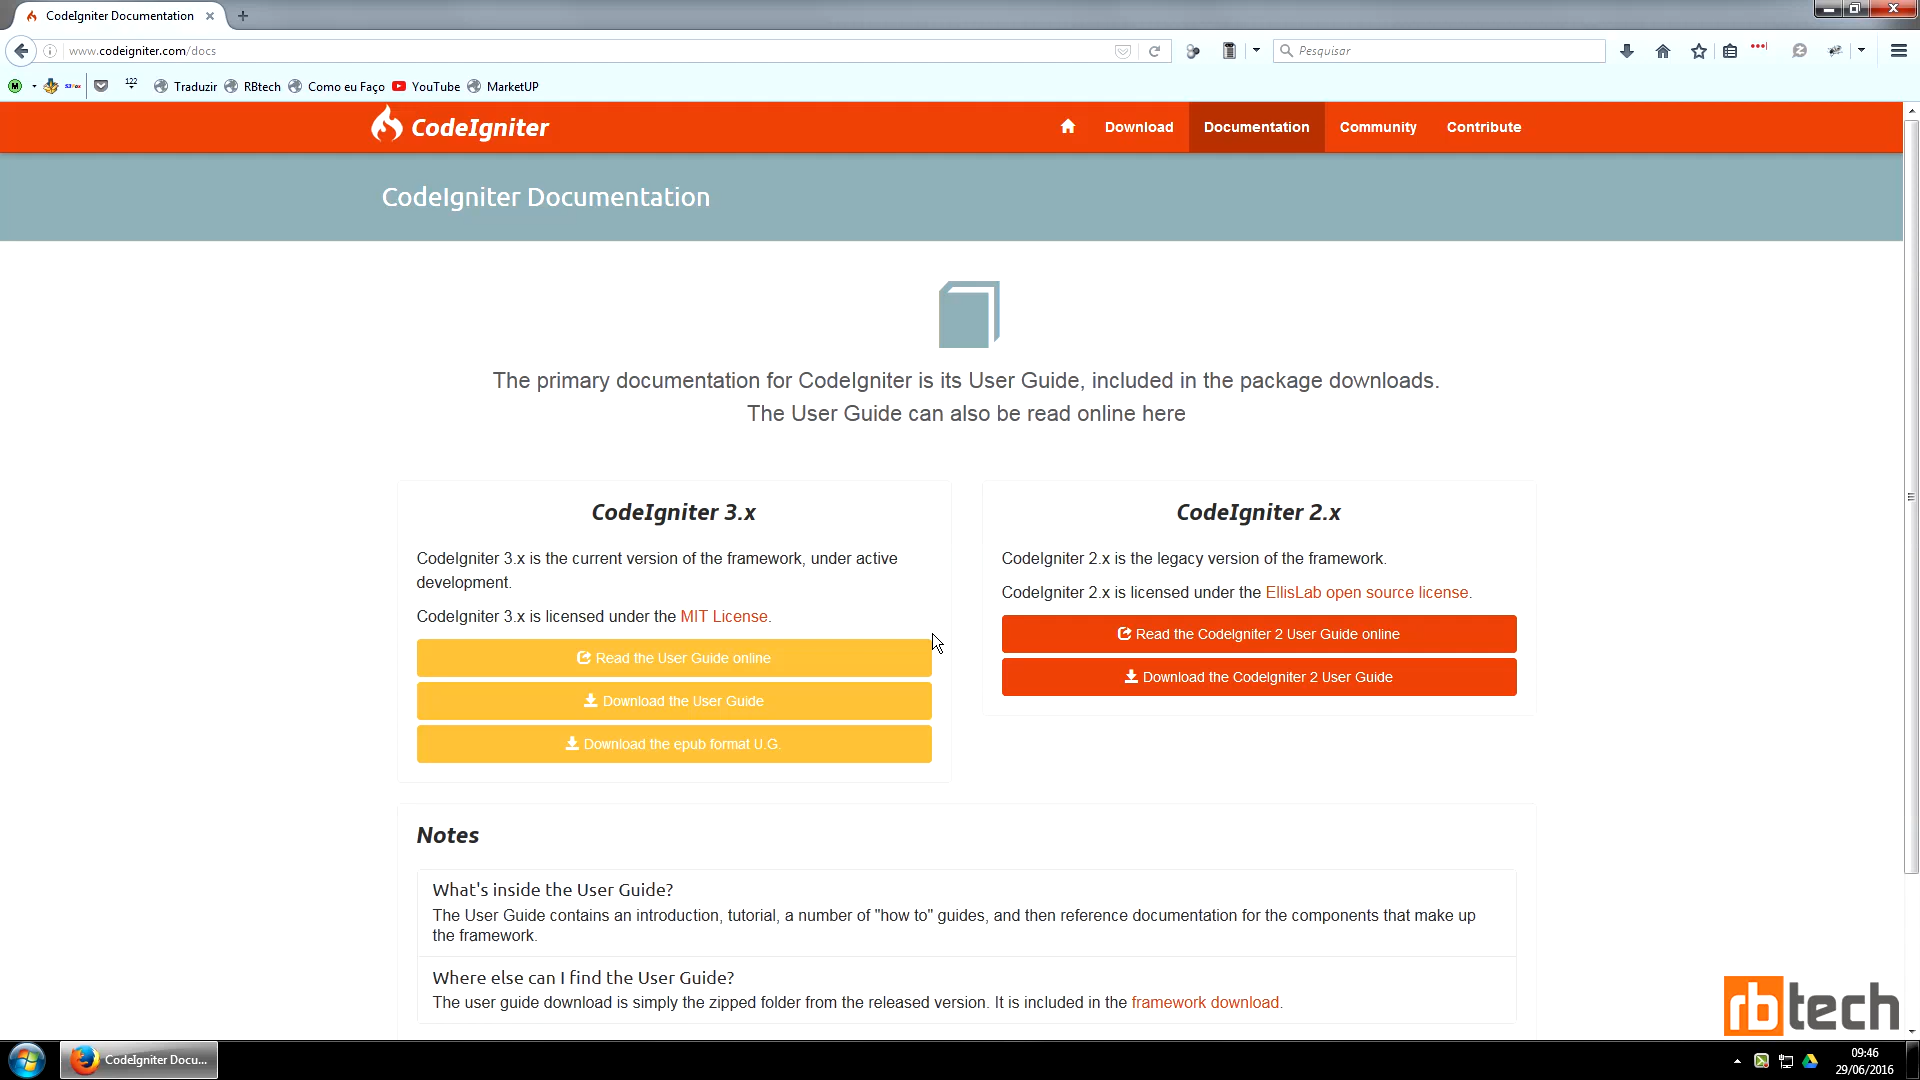 CodeIgniter Documentation
www.codeigniter.com/docs
Pesquisar
Traduzir
RBtech
Como eu Faço
YouTube
MarketUP
CodeIgniter
Download
Documentation
Community
Contribute
CodeIgniter Documentation
The primary documentation for CodeIgniter is its User Guide, included in the package downloads.
The User Guide can also be read online here
CodeIgniter 3.x
CodeIgniter 3.x is the current version of the framework, under active
development.
CodeIgniter 3.x is licensed under the MIT License.
Read the User Guide online
Download the User Guide
Download the epub format U.G.
CodeIgniter 2.x
CodeIgniter 2.x is the legacy version of the framework.
CodeIgniter 2.x is licensed under the EllisLab open source license.
Read the CodeIgniter 2 User Guide online
Download the CodeIgniter 2 User Guide
Notes
What's inside the User Guide?
The User Guide contains an introduction, tutorial, a number of "how to" guides, and then reference documentation for the components that make up
the framework.
Where else can I find the User Guide?
The user guide download is simply the zipped folder from the released version. It is included in the framework download.
rbtech
CodeIgniter Docu...
09:46
29/06/2016